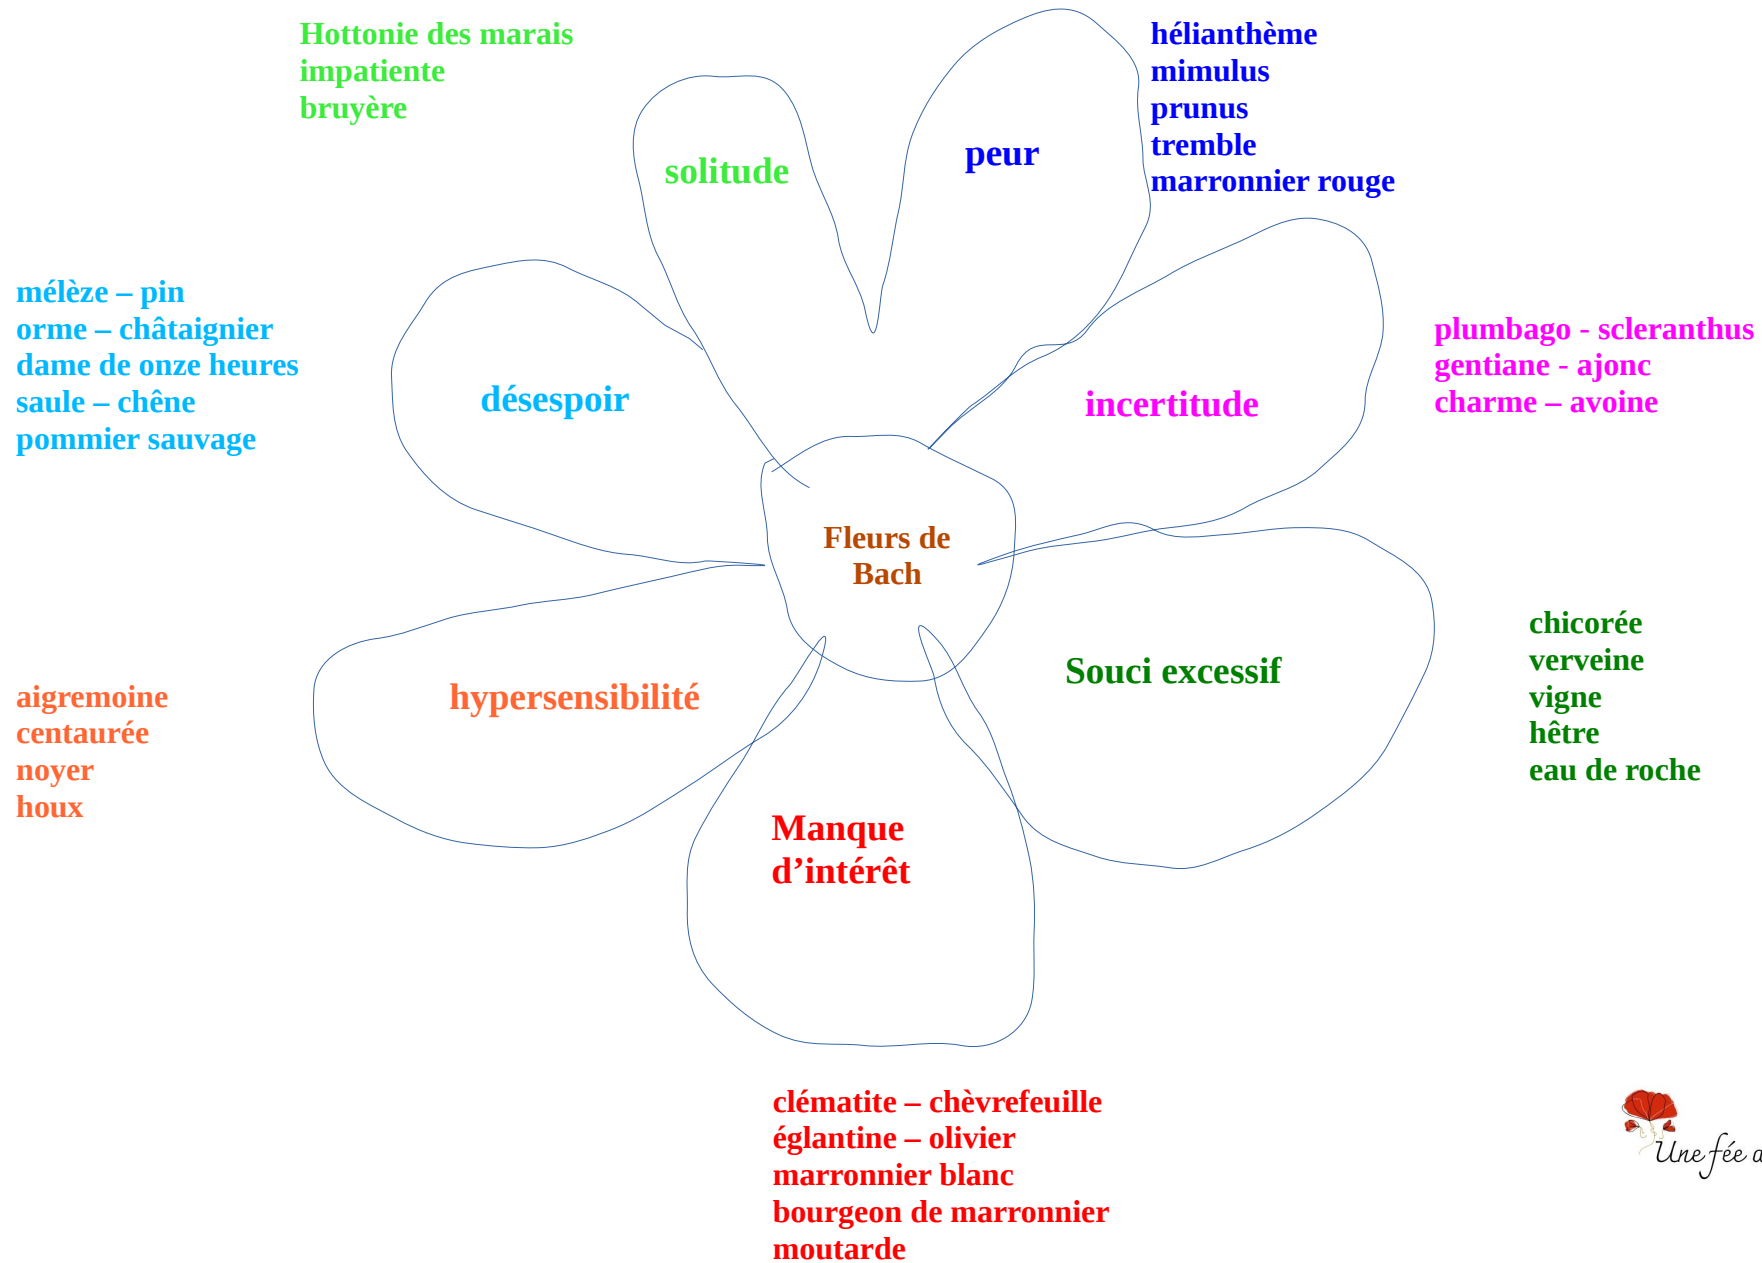 Hottonie des marais
impatiente
bruyère
hélianthème
mimulus
prunus
tremble
marronnier rouge
solitude
peur
mélèze – pin
orme – châtaignier
dame de onze heures
saule – chêne
pommier sauvage
désespoir
incertitude
plumbago - scleranthus
gentiane - ajonc
charme – avoine
Fleurs de
Bach
aigremoine
centaurée
noyer
houx
hypersensibilité
Souci excessif
chicorée
verveine
vigne
hêtre
eau de roche
Manque
d’intérêt
clématite – chèvrefeuille
églantine – olivier
marronnier blanc
bourgeon de marronnier
moutarde
Une fée